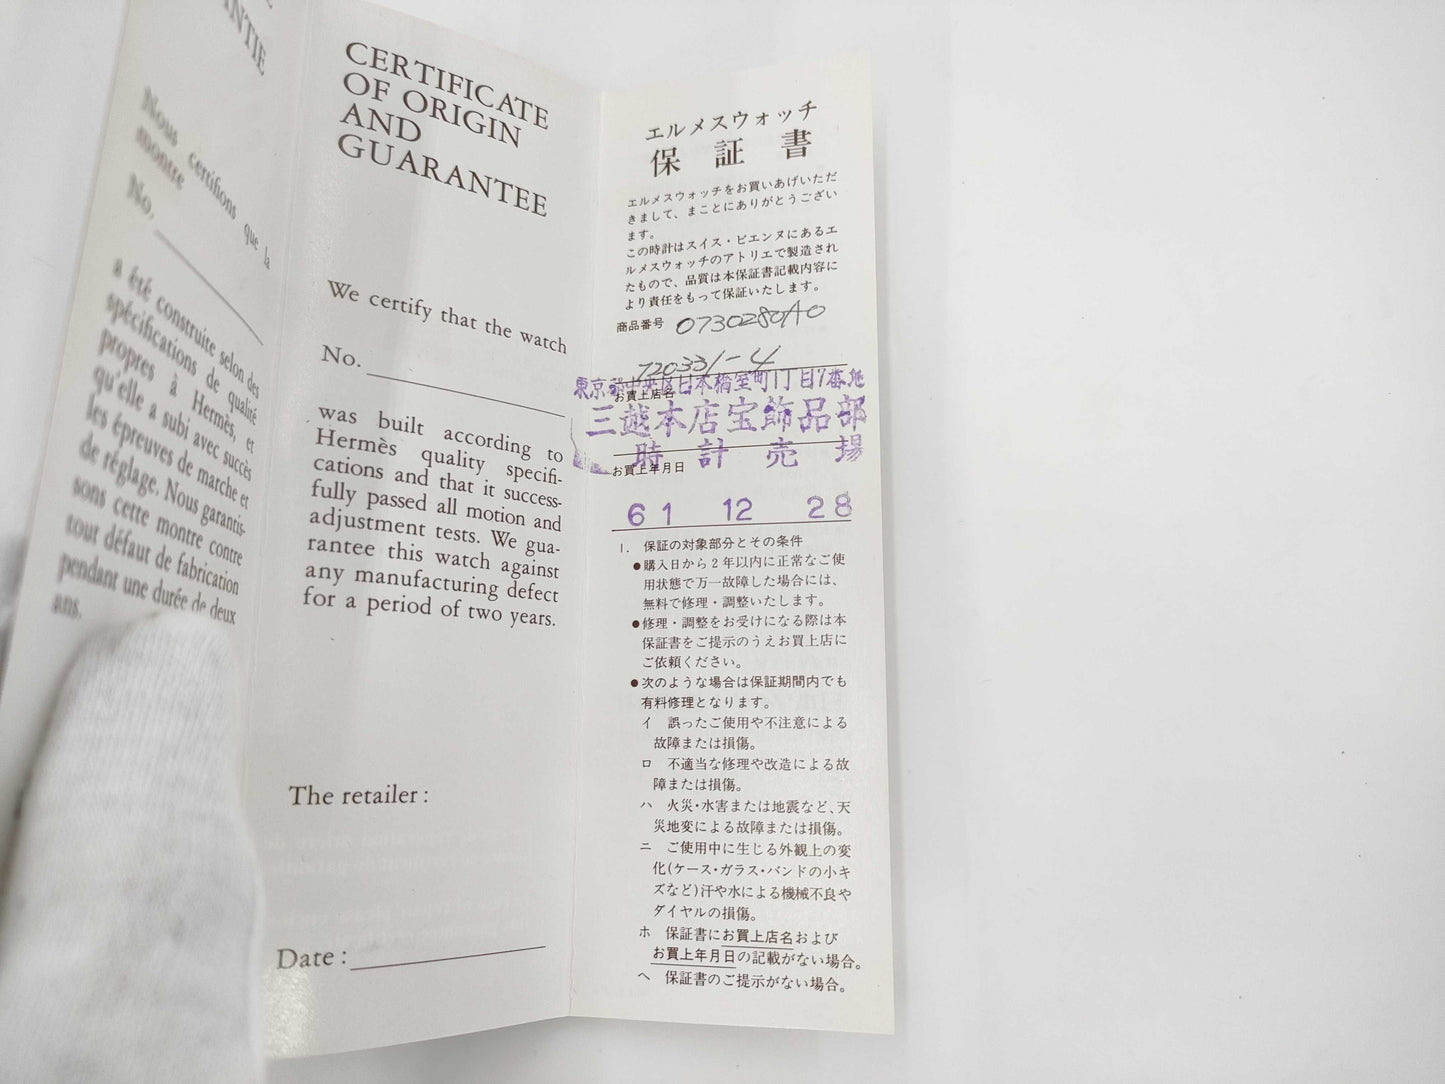 NTIE
Nous certifions que la
montre
No.
a été construite selon des
spécifications de qualité
propres à Hermès, et
qu'elle a subi avec succès
les épreuves de marche et
de réglage. Nous garantis-
sons cette montre contre
tout défaut de fabrication
pendant une durée de deux
ans.
CERTIFICATE
OF ORIGIN
AND
GUARANTEE
We certify that the watch
No.
was built according to
Hermès quality specifi-
cations and that it success-
fully passed all motion and
adjustment tests. We gua-
rantee this watch against
any manufacturing defect
for a period of two years.
The retailer:
Date:
エルメスウォッチ
保証書
エルメスウォッチをお買いあげいただ
きまして、まことにありがとうござい
ます。
この時計はスイス・ビエンヌにあるエ
ルメスウォッチのアトリエで製造され
たもので、品質は本保証書記載内容に
より責任をもって保証いたします。
商品番号 0730280A0
72033/-4
東京都中央区日本橋室町1丁目7番地
お買上店名
三越本店宝飾品部
時計売場
お買上年月日
61 12 28
1. 保証の対象部分とその条件
●購入日から2年以内に正常なご使
用状態で万一故障した場合には、
無料で修理・調整いたします。
●修理・調整をお受けになる際は本
保証書をご提示のうえお買上店に
ご依頼ください。
●次のような場合は保証期間内でも
有料修理となります。
イ 誤ったご使用や不注意による
故障または損傷。
ロ 不適当な修理や改造による故
障または損傷。
ハ 火災・水害または地震など、天
災地変による故障または損傷。
ニ ご使用中に生じる外観上の変
化(ケース・ガラス・バンドの小キ
ズなど)汗や水による機械不良や
ダイヤルの損傷。
ホ 保証書にお買上店名および
お買上年月日の記載がない場合。
ヘ 保証書のご提示がない場合。